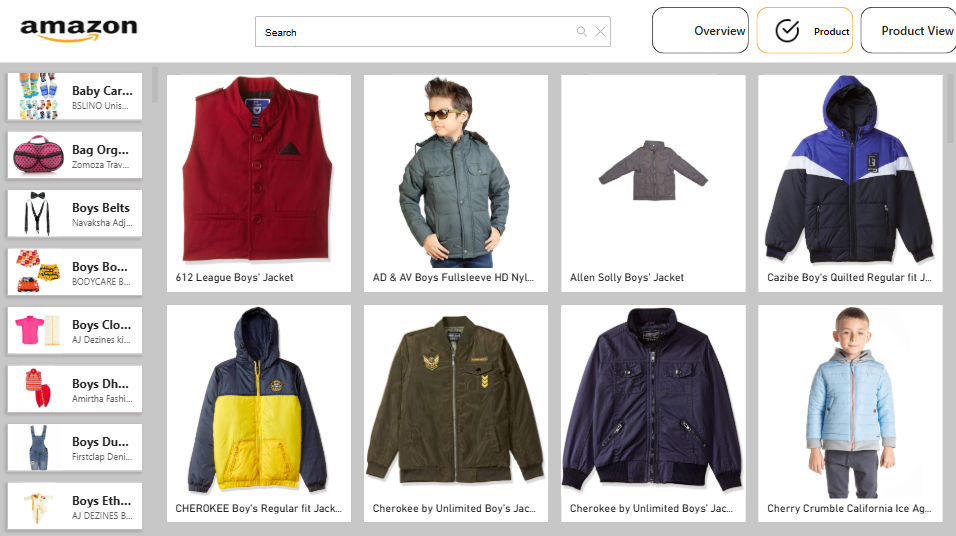 amazon
Search
Overview
Product
Product View
Baby Car...
BSLINO Unis...
Bag Org...
Zomoza Trav...
Boys Belts
Navaksha Adj...
Boys Bo...
BODYCARE B...
Boys Clo...
AJ Dezines ki...
Boys Dh...
Amirtha Fashi...
Boys Du...
Firstclap Deni...
Boys Eth...
AJ DEZINES B...
612 League Boys' Jacket
AD & AV Boys Fullsleeve HD Nyl...
Allen Solly Boys' Jacket
Cazibe Boy's Quilted Regular fit J...
CHEROKEE Boy's Regular fit Jack...
Cherokee by Unlimited Boy's Jac...
Cherokee by Unlimited Boys' Jac...
Cherry Crumble California Ice Ag...